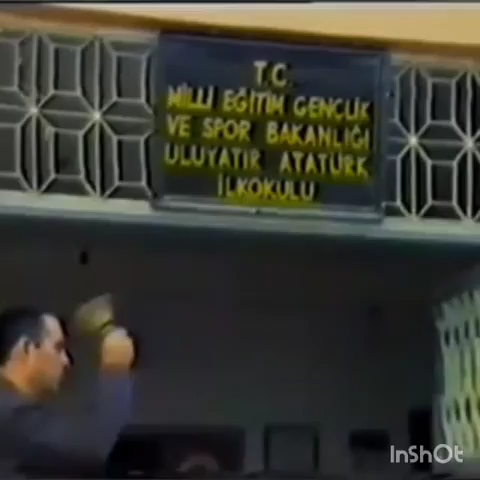 T.C.
MİLLİ EĞİTİM GENÇLİK
VE SPOR BAKANLIĞI
ULUYATIR ATATÜRK
İLKOKULU
InShOt